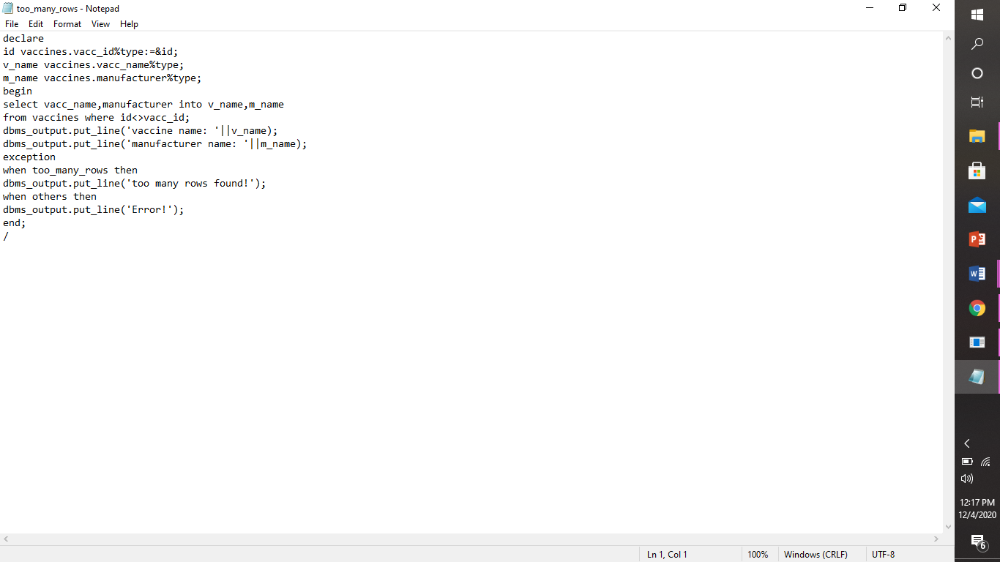 too_many_rows - Notepad
File Edit Format View Help
declare
id vaccines.vacc_id%type:=&id;
v_name vaccines.vacc_name%type;
m_name vaccines.manufacturer%type;
begin
select vacc_name,manufacturer into v_name,m_name
from vaccines where id<>vacc_id;
dbms_output.put_line('vaccine name: '||v_name);
dbms_output.put_line('manufacturer name: '||m_name);
exception
when too_many_rows then
dbms_output.put_line('too many rows found!');
when others then
dbms_output.put_line('Error!');
end;
/
Ln 1, Col 1 100% Windows (CRLF) UTF-8
P
W
12:17 PM
12/4/2020
6